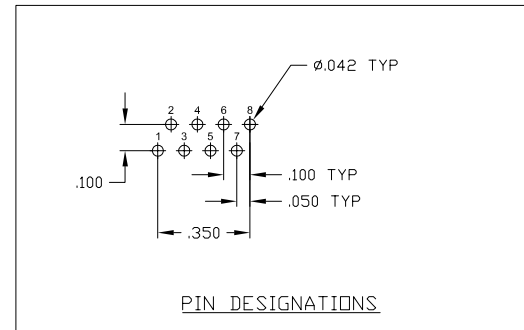 Ø.042 TYP
2 4 6 8
1 3 5 7
.100
.100 TYP
.050 TYP
.350
PIN DESIGNATIONS